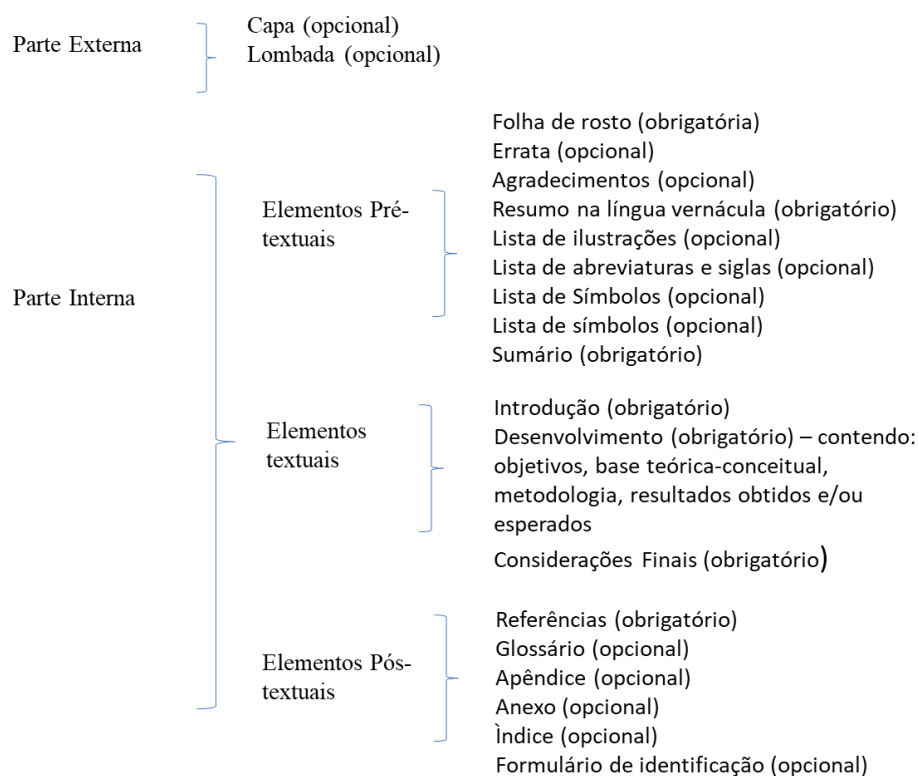 Parte Externa
Capa (opcional)
Lombada (opcional)
Parte Interna
Elementos Pré-
textuais
Folha de rosto (obrigatória)
Errata (opcional)
Agradecimentos (opcional)
Resumo na língua vernácula (obrigatório)
Lista de ilustrações (opcional)
Lista de abreviaturas e siglas (opcional)
Lista de Símbolos (opcional)
Lista de símbolos (opcional)
Sumário (obrigatório)
Elementos
textuais
Introdução (obrigatório)
Desenvolvimento (obrigatório) – contendo:
objetivos, base teórica-conceitual,
metodologia, resultados obtidos e/ou
esperados
Considerações Finais (obrigatório)
Elementos Pós-
textuais
Referências (obrigatório)
Glossário (opcional)
Apêndice (opcional)
Anexo (opcional)
Ìndice (opcional)
Formulário de identificação (opcional)